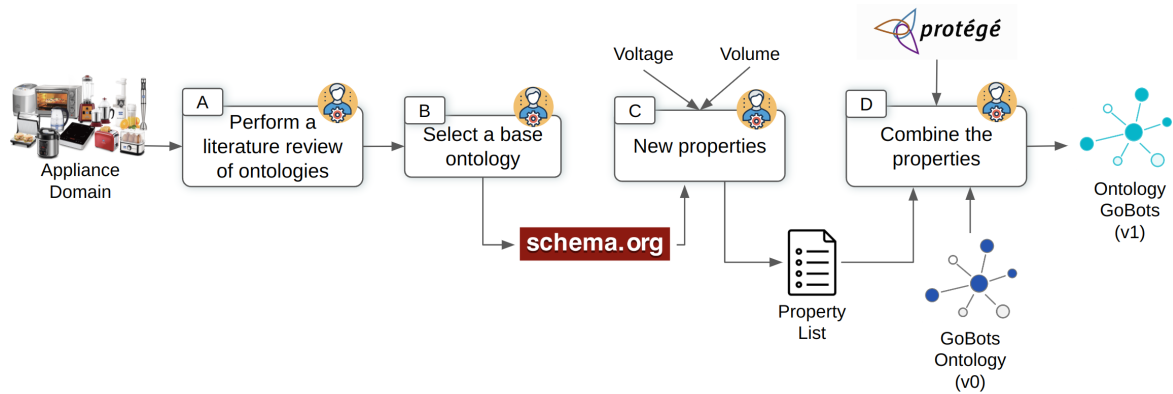 Appliance
Domain
A
Perform a
literature review
of ontologies
B
Select a base
ontology
schema.org
Voltage
Volume
C
New properties
Property
List
protégé
D
Combine the
properties
GoBots
Ontology
(v0)
Ontology
GoBots
(v1)